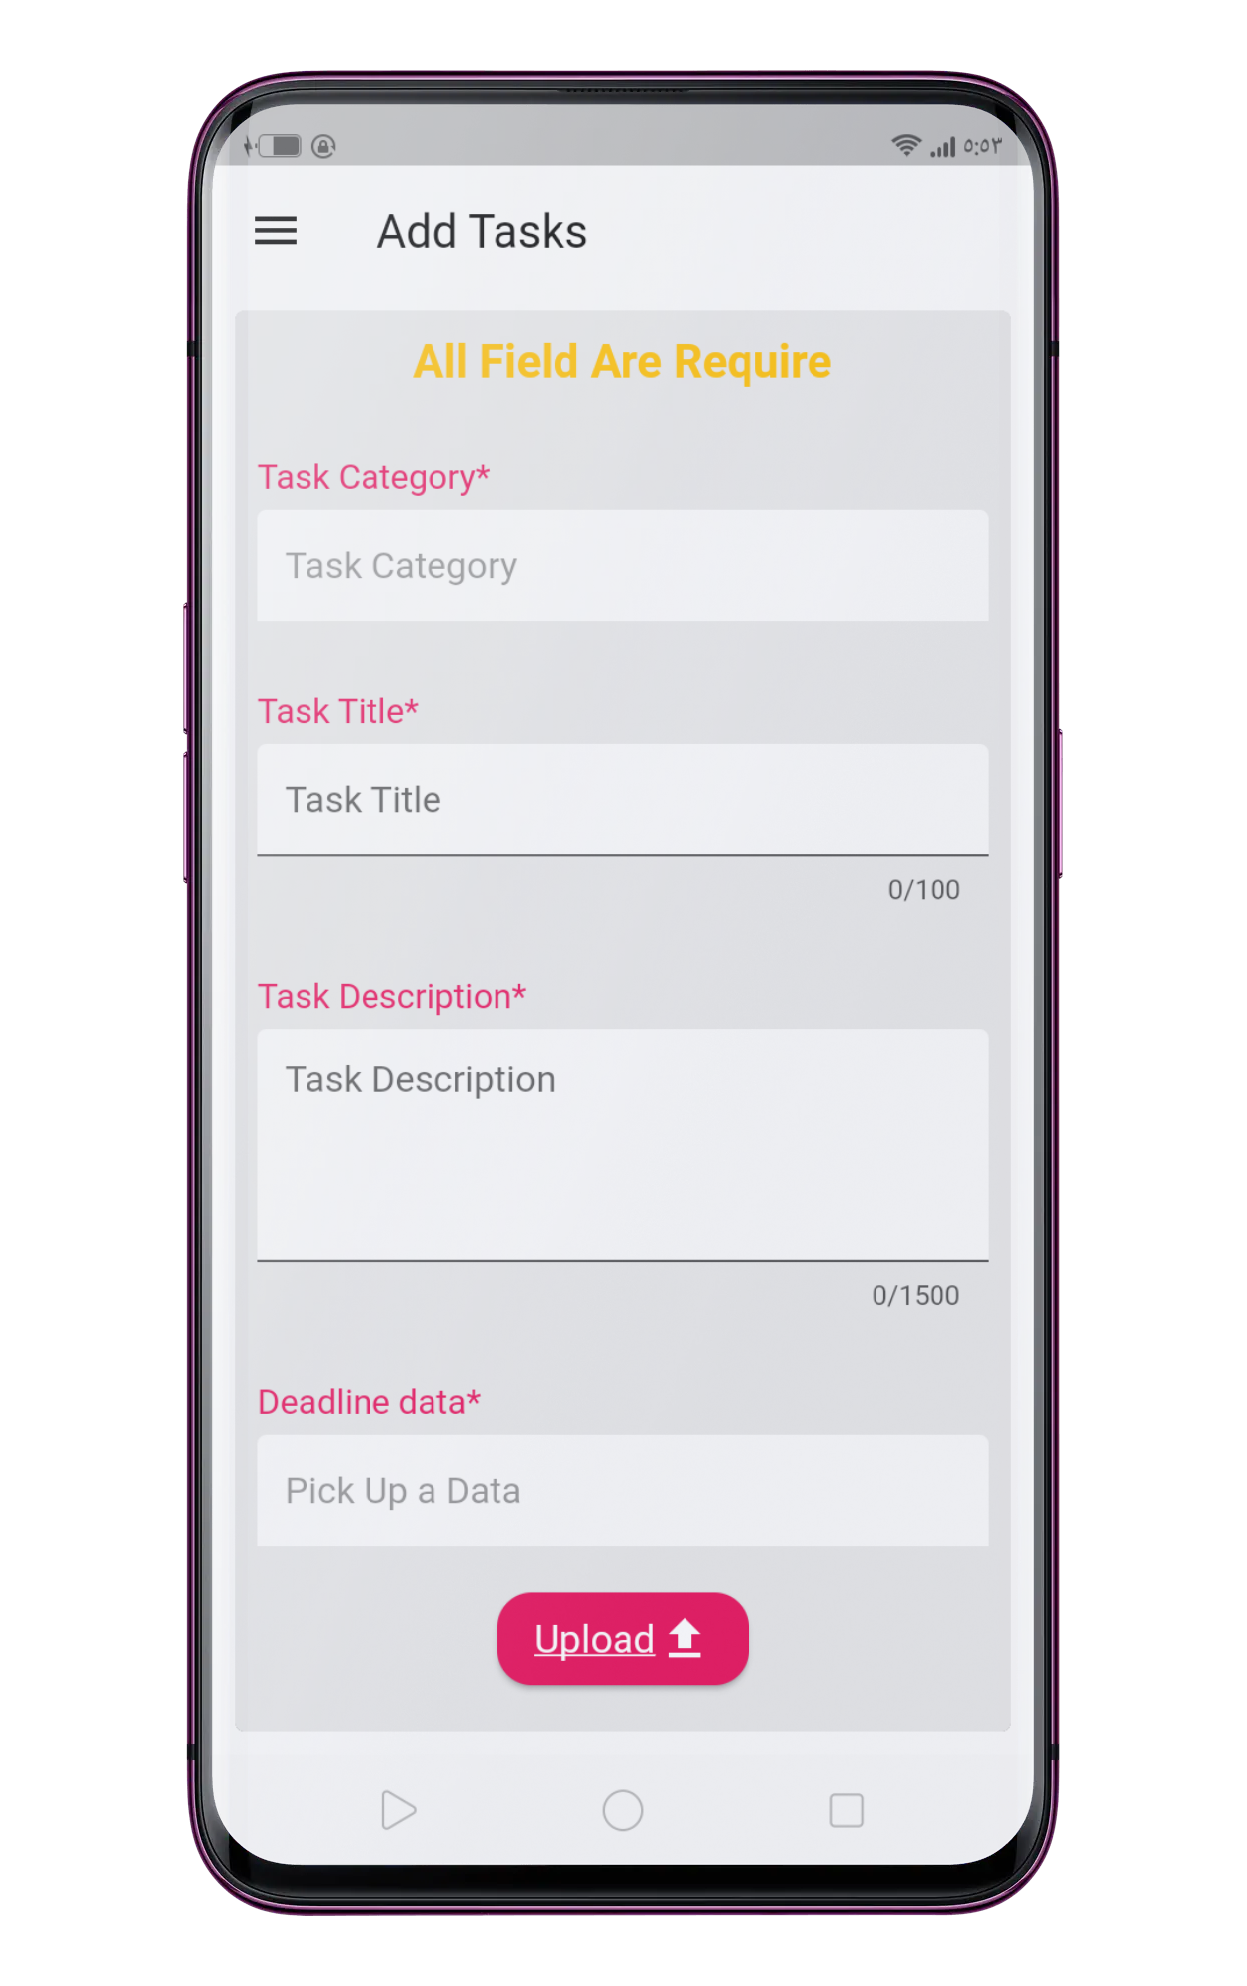 ٥:٥٣
Add Tasks
All Field Are Require
Task Category*
Task Category
Task Title*
Task Title
0/100
Task Description*
Task Description
0/1500
Deadline data*
Pick Up a Data
Upload